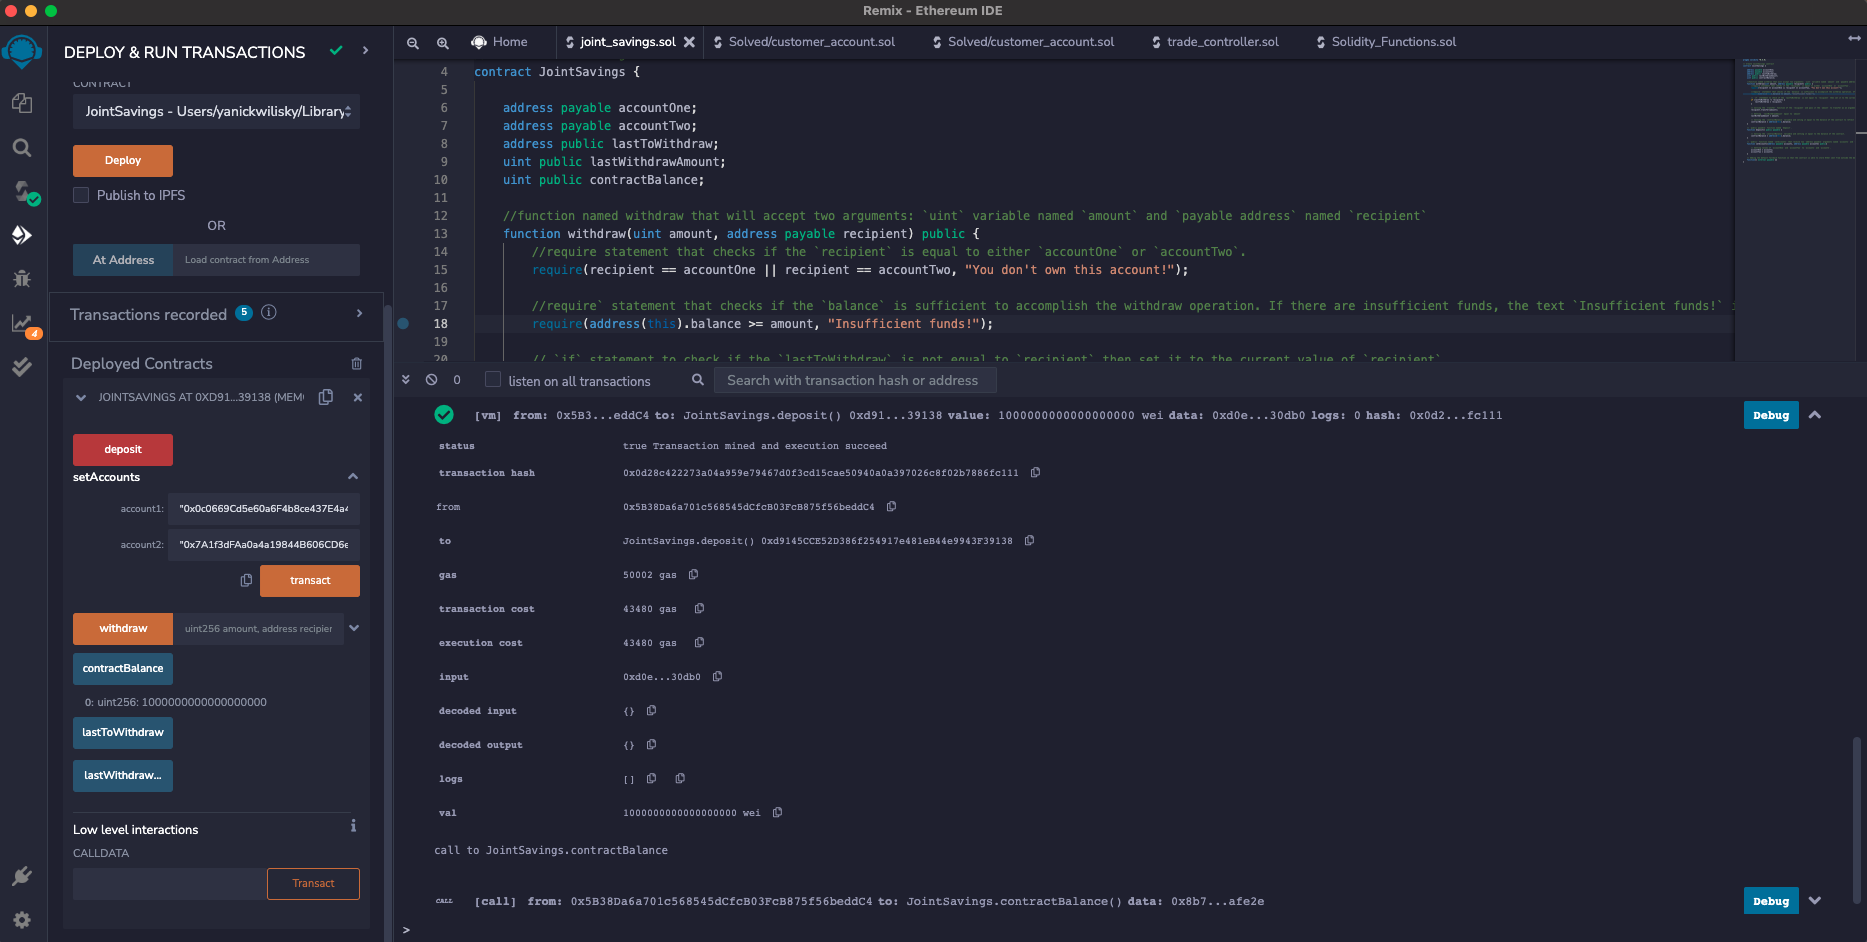 Remix - Ethereum IDE
DEPLOY & RUN TRANSACTIONS
CONTRACT
JointSavings - Users/yanickwilisky/Library,
Deploy
Publish to IPFS
OR
At Address
Load contract from Address
Transactions recorded 5
4
Deployed Contracts
JOINTSAVINGS AT 0XD91...39138 (MEM
deposit
setAccounts
account1: "0x0c0669Cd5e60a6F4b8ce437E4a4
account2: "0x7A1f3dFAa0a4a19844B606CD6e
transact
withdraw
uint256 amount, address recipier
contractBalance
0: uint256: 1000000000000000000
lastToWithdraw
lastWithdraw...
Low level interactions
CALLDATA
Transact
Home
joint_savings.sol
Solved/customer_account.sol
Solved/customer_account.sol
trade_controller.sol
Solidity_Functions.sol
4 contract JointSavings {
5
6 address payable accountOne;
7 address payable accountTwo;
8 address public lastToWithdraw;
9 uint public lastWithdrawAmount;
10 uint public contractBalance;
11
12 //function named withdraw that will accept two arguments: `uint` variable named `amount` and `payable address` named `recipient`
13 function withdraw(uint amount, address payable recipient) public {
14 //require statement that checks if the `recipient` is equal to either `accountOne` or `accountTwo`.
15 require(recipient == accountOne || recipient == accountTwo, "You don't own this account!");
16
17 //require` statement that checks if the `balance` is sufficient to accomplish the withdraw operation. If there are insufficient funds, the text `Insufficient funds!` i
18 require(address(this).balance >= amount, "Insufficient funds!");
19
20 // `if` statement to check if the `lastToWithdraw` is not equal to `recipient` then set it to the current value of `recipient`
0
listen on all transactions
Search with transaction hash or address
[vm] from: 0x5B3...eddC4 to: JointSavings.deposit() 0xd91...39138 value: 1000000000000000000 wei data: 0xd0e...30db0 logs: 0 hash: 0x0d2...fc111
Debug
status true Transaction mined and execution succeed
transaction hash 0x0d28c422273a04a959e79467d0f3cd15cae50940a0a397026c8f02b7886fc111
from 0x5B38Da6a701c568545dCfcB03FcB875f56beddC4
to JointSavings.deposit() 0xd9145CCE52D386f254917e481eB44e9943F39138
gas 50002 gas
transaction cost 43480 gas
execution cost 43480 gas
input 0xd0e...30db0
decoded input {}
decoded output {}
logs []
val 1000000000000000000 wei
call to JointSavings.contractBalance
CALL [call] from: 0x5B38Da6a701c568545dCfcB03FcB875f56beddC4 to: JointSavings.contractBalance() data: 0x8b7...afe2e
Debug
>